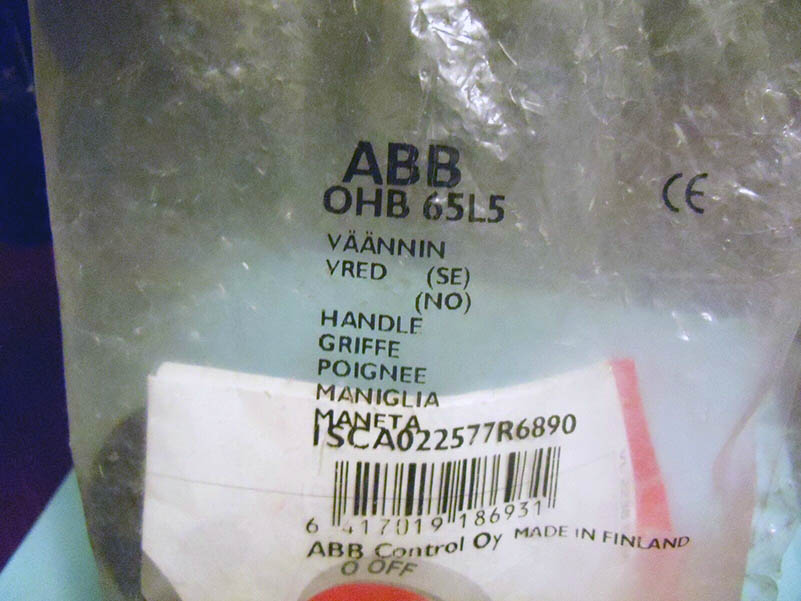 ABB
OHB 65L5
CE
VÄÄNNIN
VRED (SE)
(NO)
HANDLE
GRIFFE
POIGNEE
MANIGLIA
MANETA
1SCA022577R6890
6 417019 186931
ABB Control Oy MADE IN FINLAND
O OFF